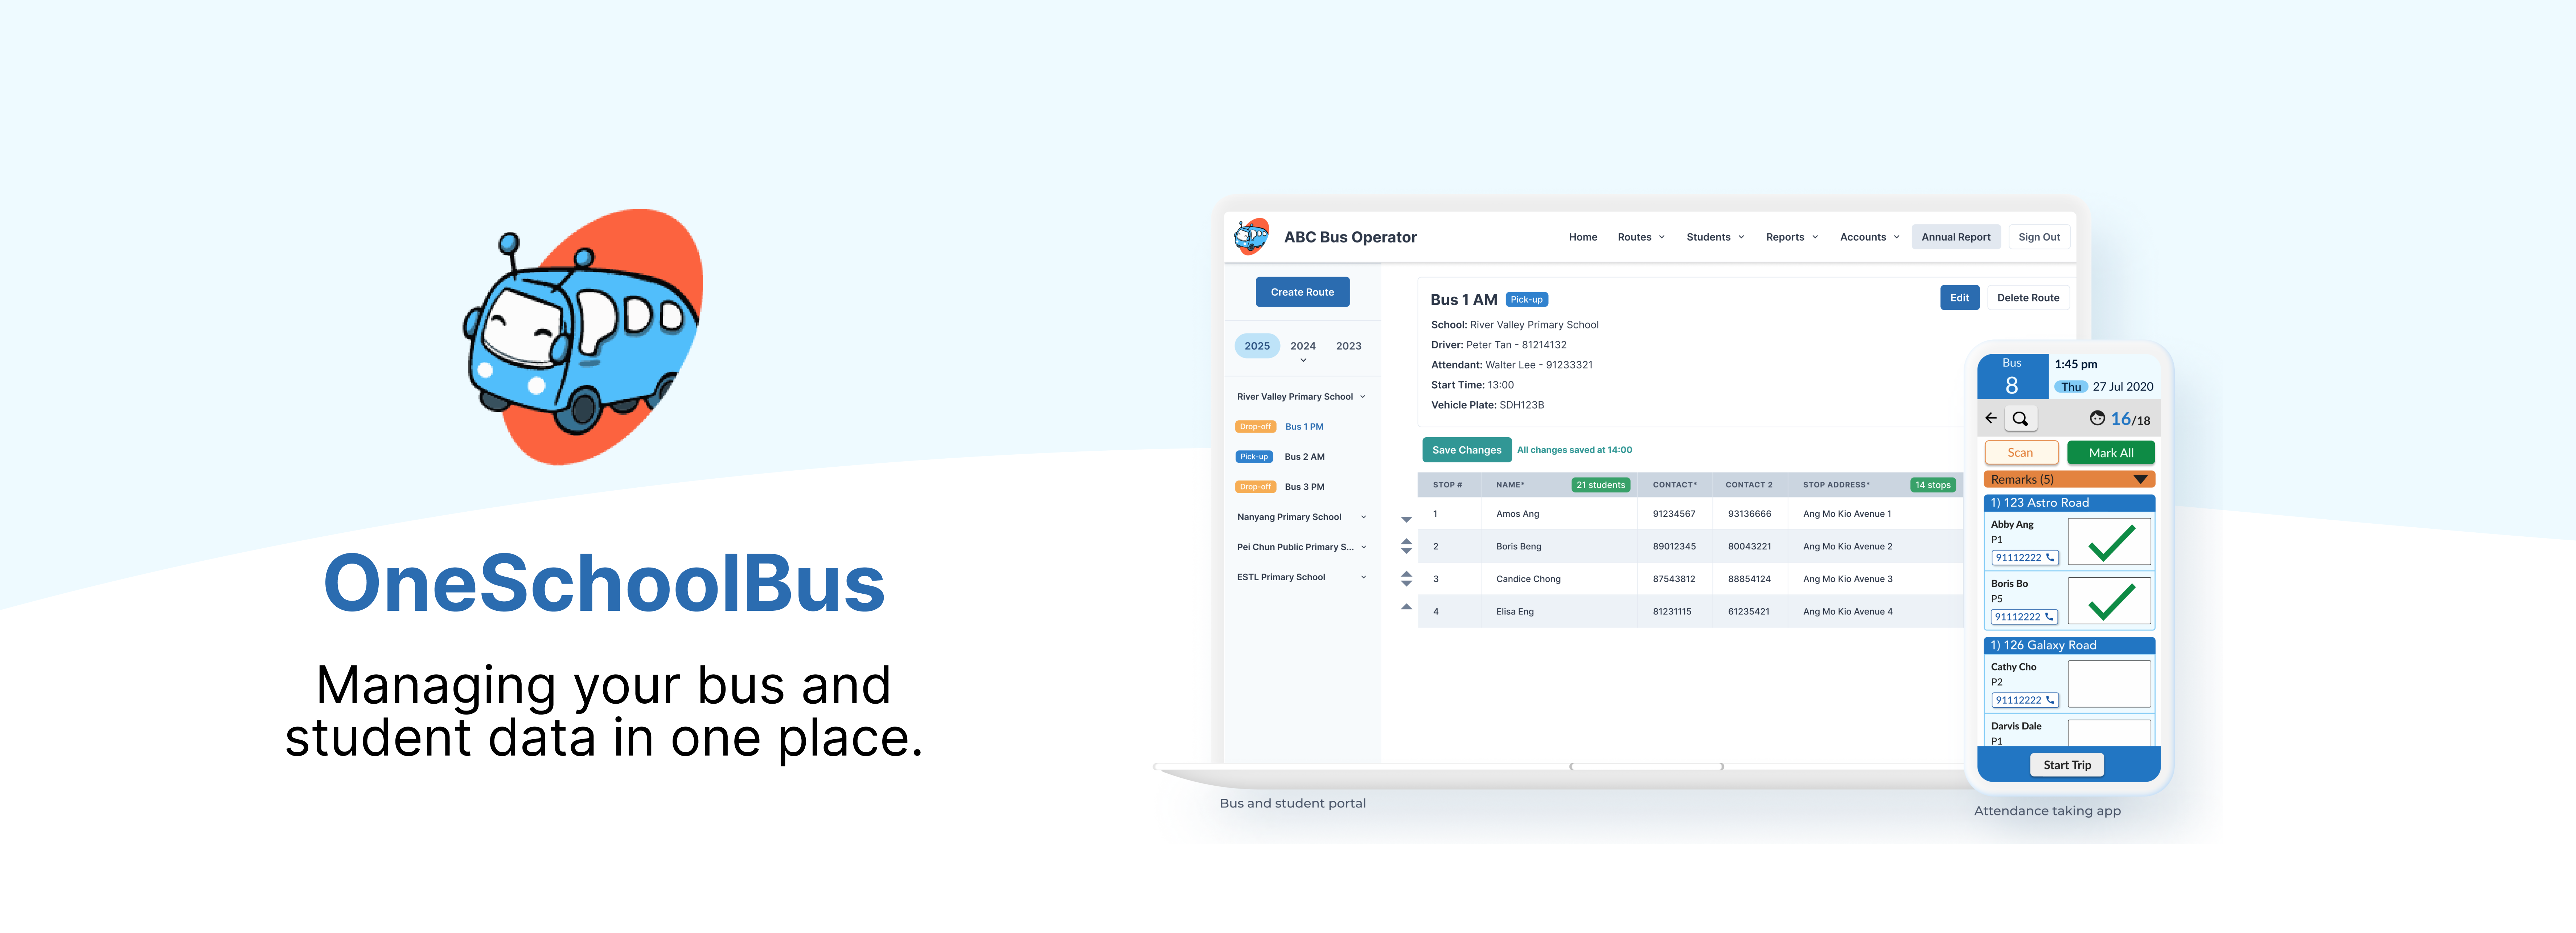 OneSchoolBus
Managing your bus and
student data in one place.
ABC Bus Operator
Home Routes Students Reports Accounts Annual Report Sign Out
Create Route
2025 2024 2023
River Valley Primary School
Drop-off Bus 1 PM
Pick-up Bus 2 AM
Drop-off Bus 3 PM
Nanyang Primary School
Pei Chun Public Primary S...
ESTL Primary School
Bus 1 AM Pick-up
Edit Delete Route
School: River Valley Primary School
Driver: Peter Tan - 81214132
Attendant: Walter Lee - 91233321
Start Time: 13:00
Vehicle Plate: SDH123B
Save Changes All changes saved at 14:00
STOP # NAME* 21 students CONTACT* CONTACT 2 STOP ADDRESS* 14 stops
1 Amos Ang 91234567 93136666 Ang Mo Kio Avenue 1
2 Boris Beng 89012345 80043221 Ang Mo Kio Avenue 2
3 Candice Chong 87543812 88854124 Ang Mo Kio Avenue 3
4 Elisa Eng 81231115 61235421 Ang Mo Kio Avenue 4
Bus and student portal
Bus
8
1:45 pm
Thu 27 Jul 2020
16/18
Scan Mark All
Remarks (5)
1) 123 Astro Road
Abby Ang
P1
91112222
Boris Bo
P5
91112222
1) 126 Galaxy Road
Cathy Cho
P2
91112222
Darvis Dale
P1
Start Trip
Attendance taking app